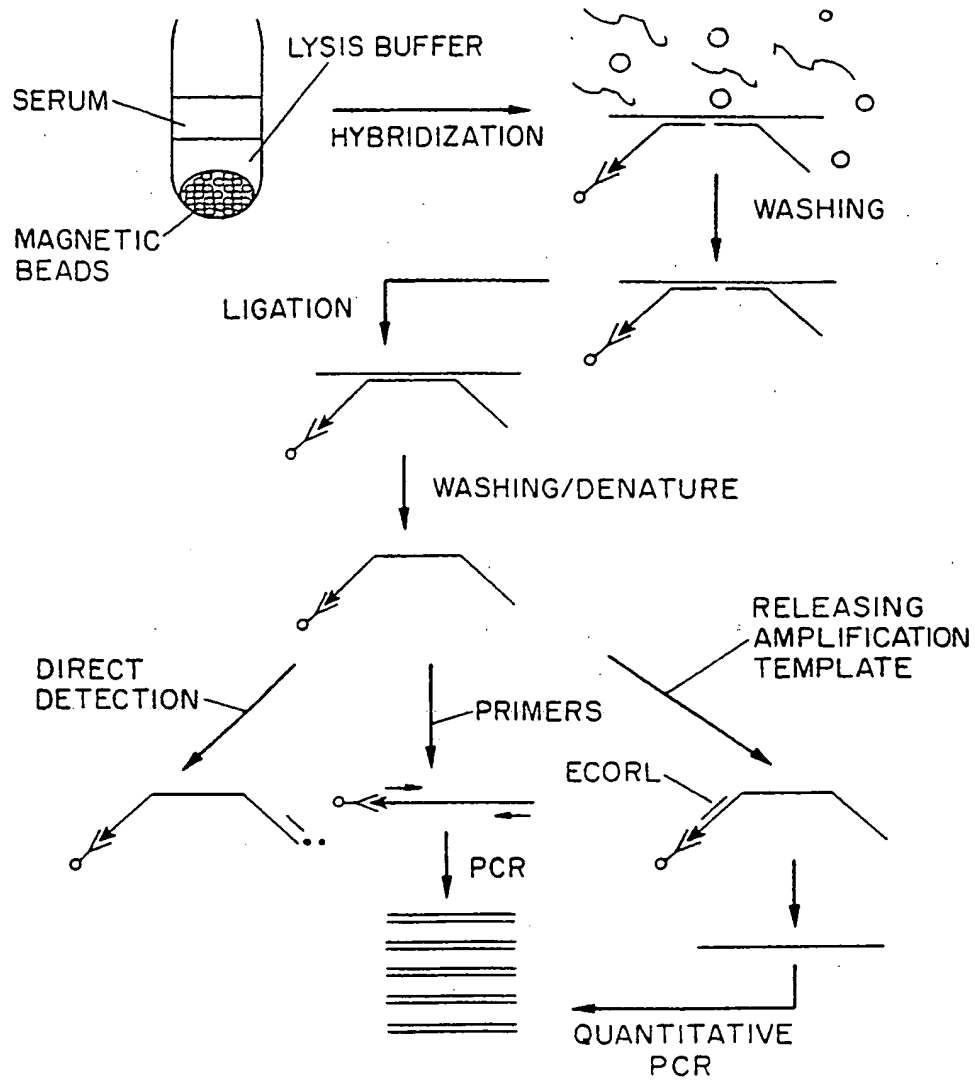 LYSIS BUFFER
SERUM
HYBRIDIZATION
MAGNETIC
BEADS
WASHING
LIGATION
WASHING/DENATURE
DIRECT
DETECTION
PRIMERS
RELEASING
AMPLIFICATION
TEMPLATE
ECORL
PCR
QUANTITATIVE
PCR